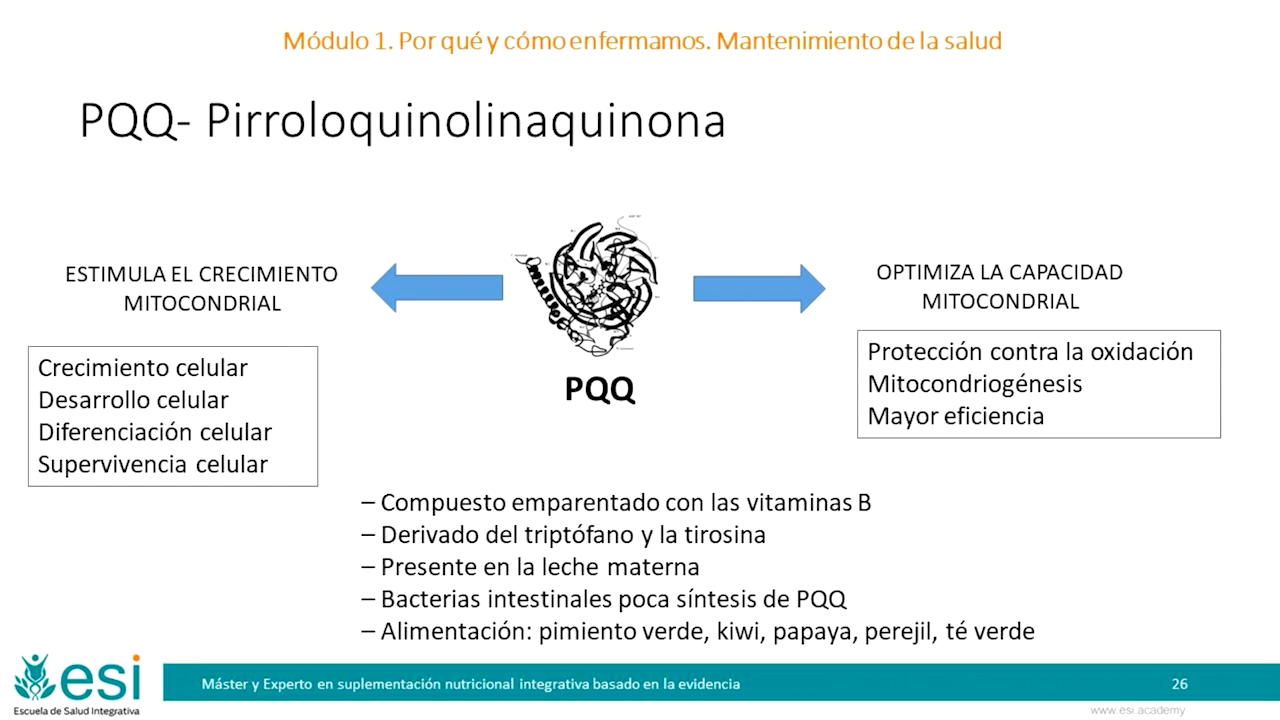 Módulo 1. Por qué y cómo enfermamos. Mantenimiento de la salud
PQQ- Pirroloquinolinaquinona
ESTIMULA EL CRECIMIENTO
MITOCONDRIAL
Crecimiento celular
Desarrollo celular
Diferenciación celular
Supervivencia celular
PQQ
OPTIMIZA LA CAPACIDAD
MITOCONDRIAL
Protección contra la oxidación
Mitocondriogénesis
Mayor eficiencia
– Compuesto emparentado con las vitaminas B
– Derivado del triptófano y la tirosina
– Presente en la leche materna
– Bacterias intestinales poca síntesis de PQQ
– Alimentación: pimiento verde, kiwi, papaya, perejil, té verde
esi
Escuela de Salud Integrativa
Máster y Experto en suplementación nutricional integrativa basado en la evidencia
26
www.esi.academy